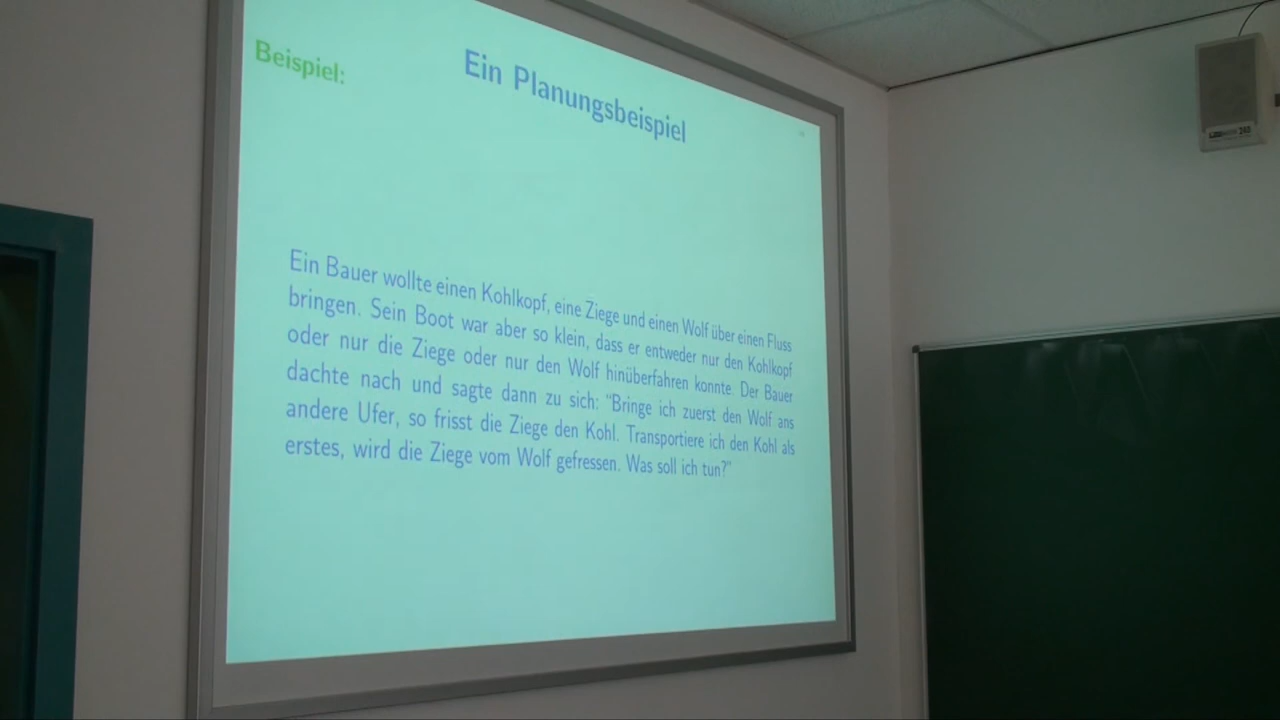 Beispiel:
Ein Planungsbeispiel
Ein Bauer wollte einen Kohlkopf, eine Ziege und einen Wolf über einen Fluss
bringen. Sein Boot war aber so klein, dass er entweder nur den Kohlkopf
oder nur die Ziege oder nur den Wolf hinüberfahren konnte. Der Bauer
dachte nach und sagte dann zu sich: "Bringe ich zuerst den Wolf ans
andere Ufer, so frisst die Ziege den Kohl. Transportiere ich den Kohl als
erstes, wird die Ziege vom Wolf gefressen. Was soll ich tun?"